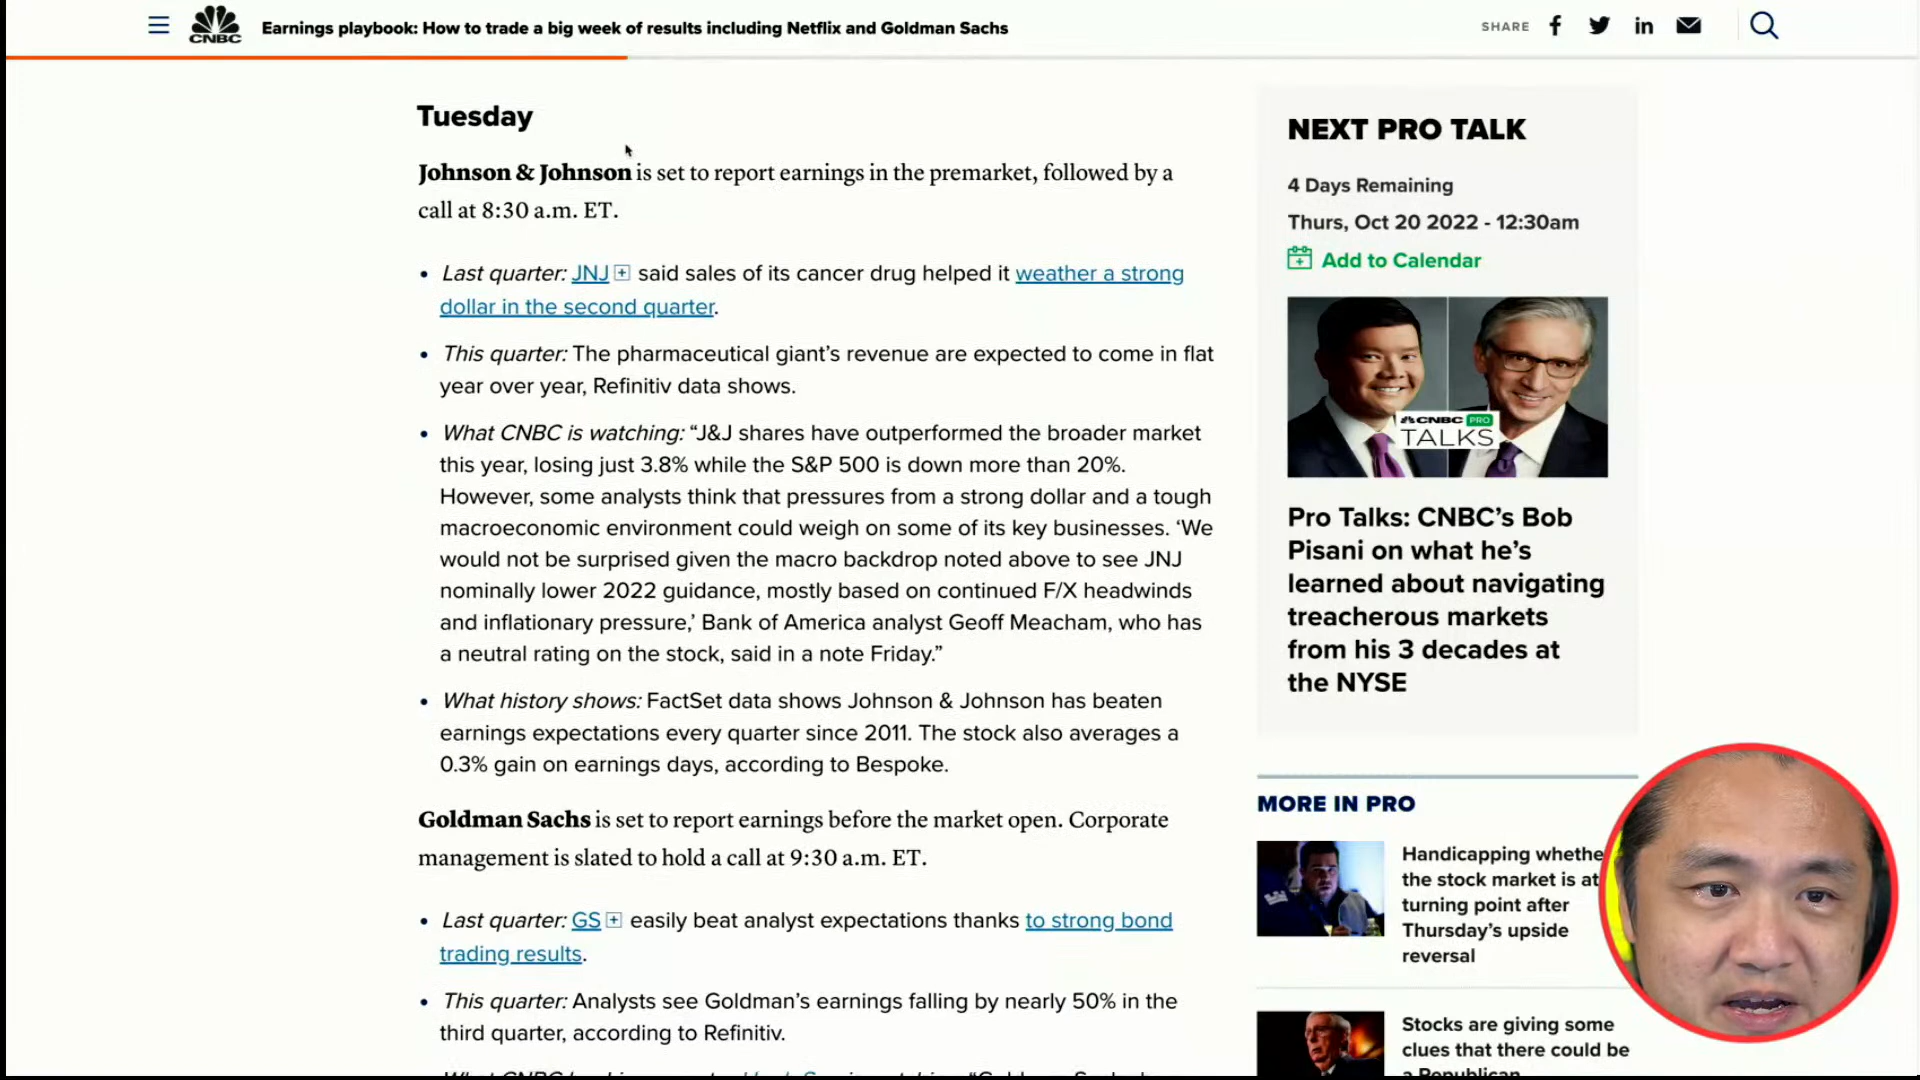 CNBC
Earnings playbook: How to trade a big week of results including Netflix and Goldman Sachs
SHARE
Tuesday
Johnson & Johnson is set to report earnings in the premarket, followed by a
call at 8:30 a.m. ET.
• Last quarter: JNJ said sales of its cancer drug helped it weather a strong
dollar in the second quarter.
• This quarter: The pharmaceutical giant’s revenue are expected to come in flat
year over year, Refinitiv data shows.
• What CNBC is watching: “J&J shares have outperformed the broader market
this year, losing just 3.8% while the S&P 500 is down more than 20%.
However, some analysts think that pressures from a strong dollar and a tough
macroeconomic environment could weigh on some of its key businesses. ‘We
would not be surprised given the macro backdrop noted above to see JNJ
nominally lower 2022 guidance, mostly based on continued F/X headwinds
and inflationary pressure,’ Bank of America analyst Geoff Meacham, who has
a neutral rating on the stock, said in a note Friday.”
• What history shows: FactSet data shows Johnson & Johnson has beaten
earnings expectations every quarter since 2011. The stock also averages a
0.3% gain on earnings days, according to Bespoke.
Goldman Sachs is set to report earnings before the market open. Corporate
management is slated to hold a call at 9:30 a.m. ET.
• Last quarter: GS easily beat analyst expectations thanks to strong bond
trading results.
• This quarter: Analysts see Goldman’s earnings falling by nearly 50% in the
third quarter, according to Refinitiv.
NEXT PRO TALK
4 Days Remaining
Thurs, Oct 20 2022 - 12:30am
Add to Calendar
CNBC PRO
TALKS
Pro Talks: CNBC’s Bob
Pisani on what he’s
learned about navigating
treacherous markets
from his 3 decades at
the NYSE
MORE IN PRO
Handicapping whethe
the stock market is at
turning point after
Thursday’s upside
reversal
Stocks are giving some
clues that there could be
a Republican